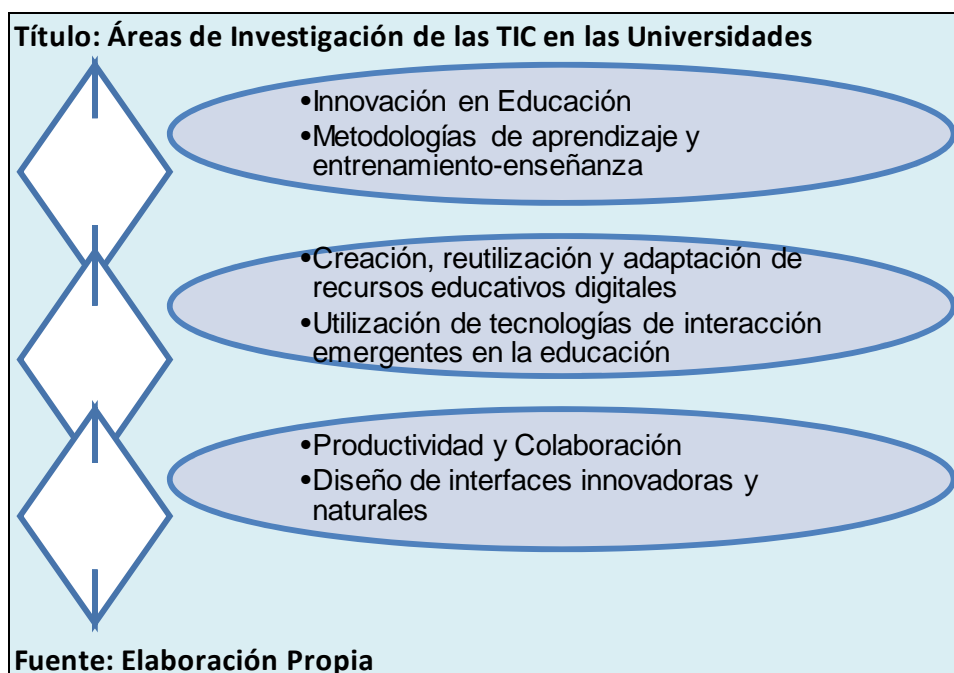 Título: Áreas de Investigación de las TIC en las Universidades
•Innovación en Educación
•Metodologías de aprendizaje y
entrenamiento-enseñanza
•Creación, reutilización y adaptación de
recursos educativos digitales
•Utilización de tecnologías de interacción
emergentes en la educación
•Productividad y Colaboración
•Diseño de interfaces innovadoras y
naturales
Fuente: Elaboración Propia